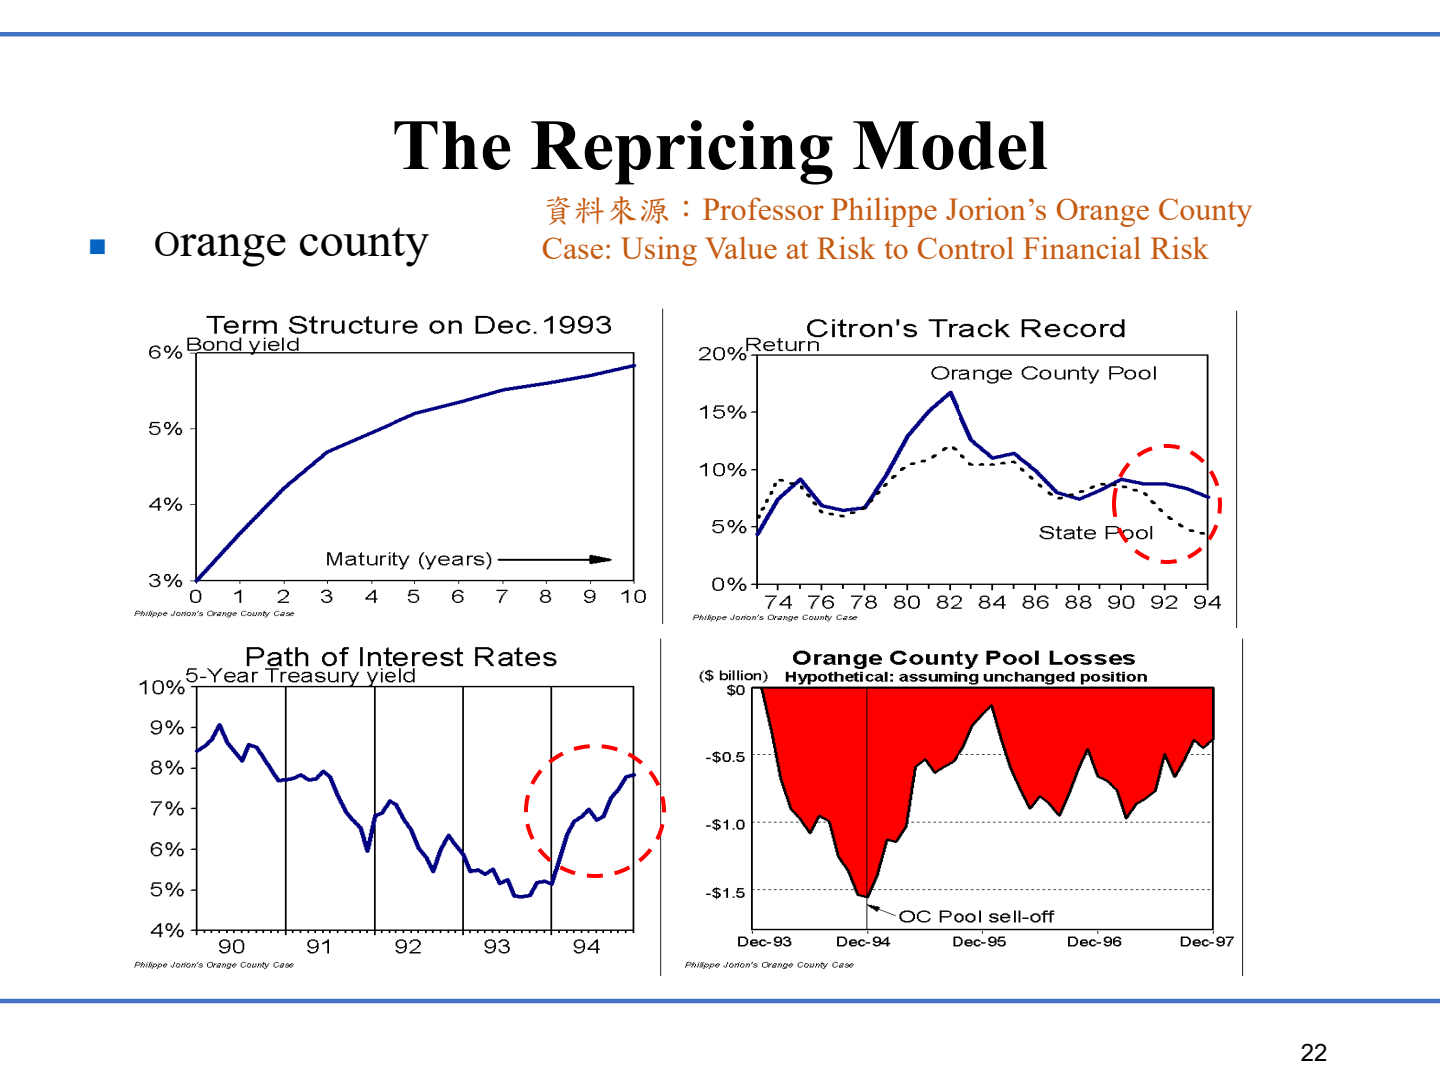 The Repricing Model
資料來源：Professor Philippe Jorion's Orange County
Case: Using Value at Risk to Control Financial Risk
Orange county
Term Structure on Dec.1993
Bond yield
6%
5%
4%
3%
Maturity (years)
0 1 2 3 4 5 6 7 8 9 10
Philippe Jorion's Orange County Case
Citron's Track Record
Return
20%
15%
10%
5%
0%
Orange County Pool
State Pool
74 76 78 80 82 84 86 88 90 92 94
Philippe Jorion's Orange County Case
Path of Interest Rates
5-Year Treasury yield
10%
9%
8%
7%
6%
5%
4%
90 91 92 93 94
Philippe Jorion's Orange County Case
Orange County Pool Losses
($ billion) Hypothetical: assuming unchanged position
$0
-$0.5
-$1.0
-$1.5
OC Pool sell-off
Dec-93 Dec-94 Dec-95 Dec-96 Dec-97
Philippe Jorion's Orange County Case
22